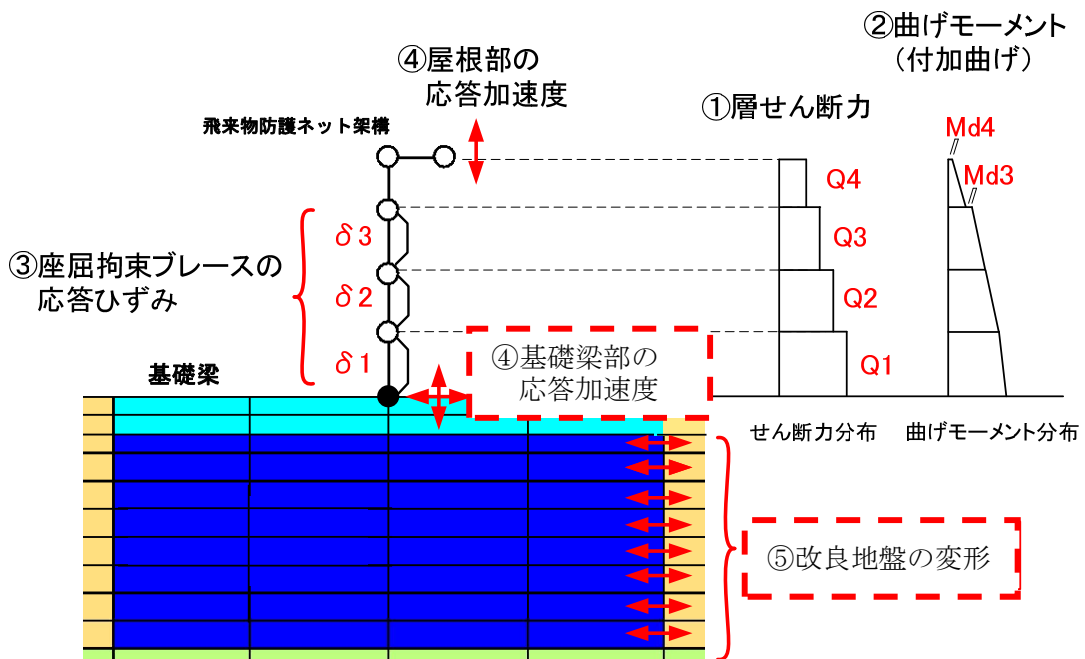 ②曲げモーメント
（付加曲げ）
④屋根部の
応答加速度
①層せん断力
飛来物防護ネット架構
Md4
Md3
Q4
Q3
Q2
Q1
③座屈拘束ブレースの
応答ひずみ
δ3
δ2
δ1
④基礎梁部の
応答加速度
基礎梁
せん断力分布
曲げモーメント分布
⑤改良地盤の変形